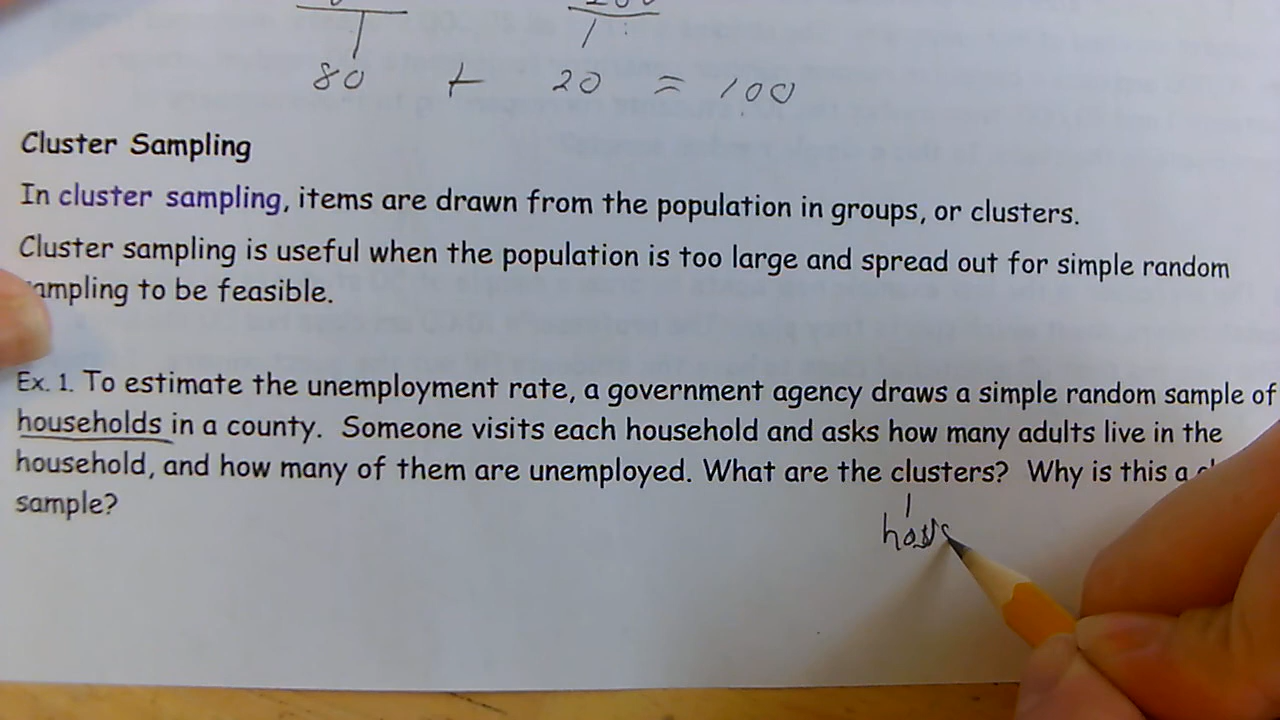 80 + 20 = 100
Cluster Sampling
In cluster sampling, items are drawn from the population in groups, or clusters.
Cluster sampling is useful when the population is too large and spread out for simple random
sampling to be feasible.
Ex. 1. To estimate the unemployment rate, a government agency draws a simple random sample of
households in a county. Someone visits each household and asks how many adults live in the
household, and how many of them are unemployed. What are the clusters? Why is this a
sample?